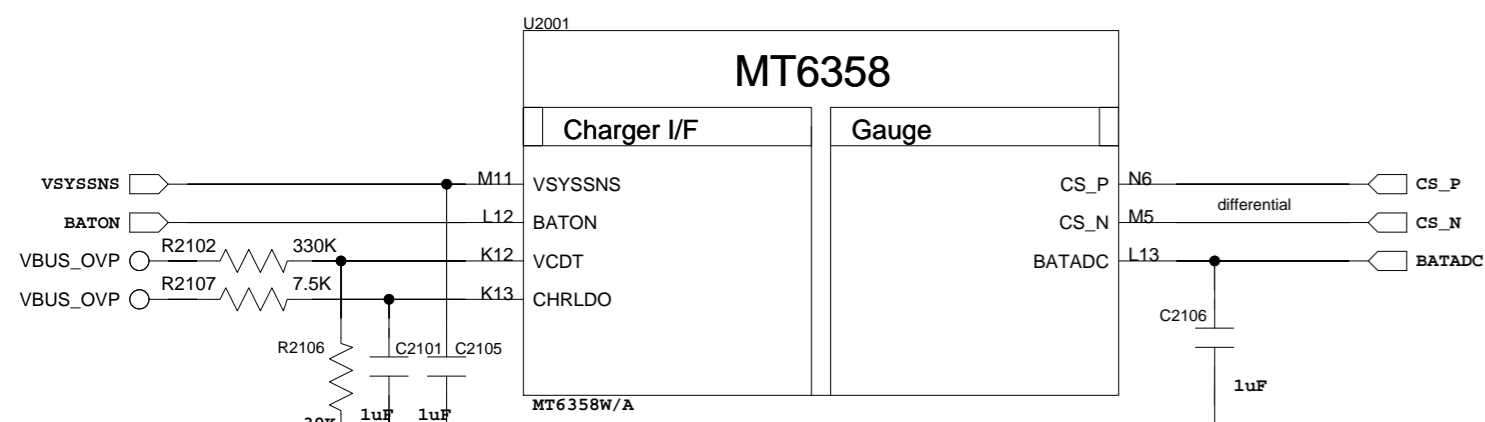 U2001
MT6358
Charger I/F Gauge
VSYSSNS M11 VSYSSNS CS_P N6 CS_P
differential
BATON L12 BATON CS_N M5 CS_N
VBUS_OVP R2102 330K K12 VCDT BATADC L13 BATADC
VBUS_OVP R2107 7.5K K13 CHRLDO
C2106
R2106 C2101 C2105
1uF
MT6358W/A
1uF 1uF